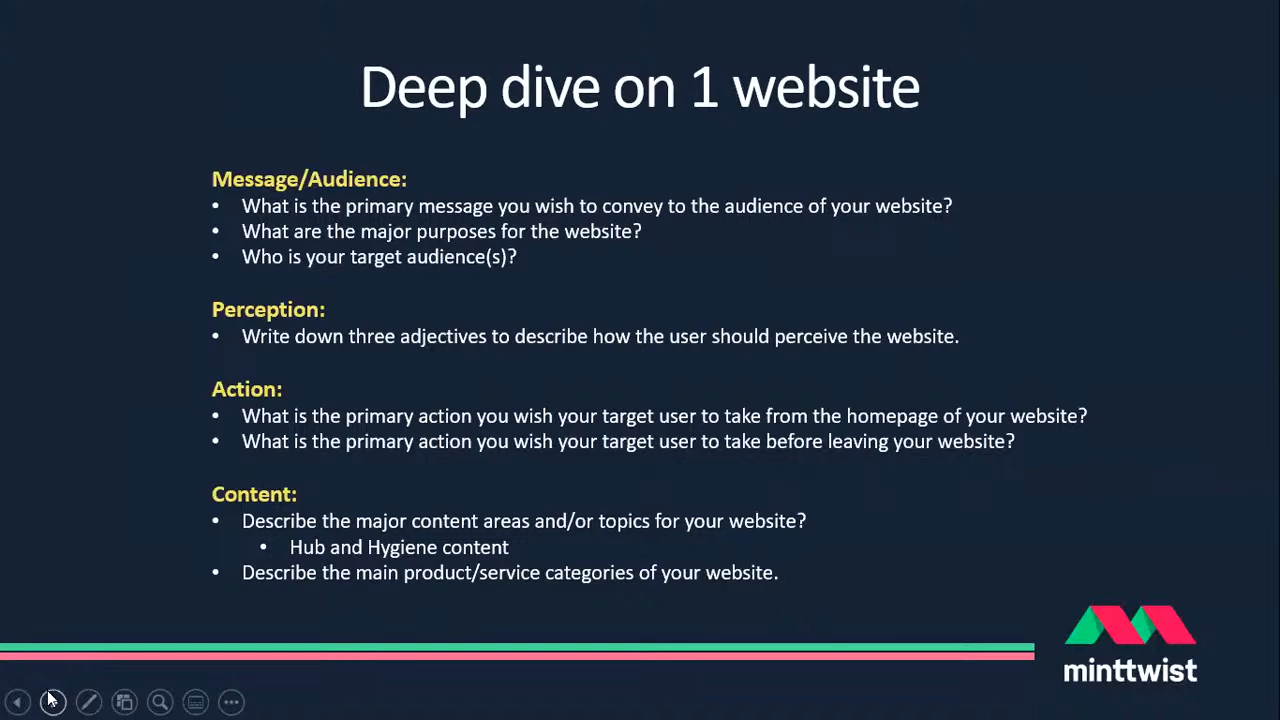 Deep dive on 1 website
Message/Audience:
• What is the primary message you wish to convey to the audience of your website?
• What are the major purposes for the website?
• Who is your target audience(s)?
Perception:
• Write down three adjectives to describe how the user should perceive the website.
Action:
• What is the primary action you wish your target user to take from the homepage of your website?
• What is the primary action you wish your target user to take before leaving your website?
Content:
• Describe the major content areas and/or topics for your website?
• Hub and Hygiene content
• Describe the main product/service categories of your website.
minttwist